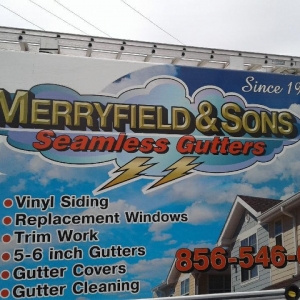 Since 19
MERRYFIELD & SONS
Seamless Gutters
• Vinyl Siding
• Replacement Windows
• Trim Work
• 5-6 inch Gutters
• Gutter Covers
• Gutter Cleaning
856-546-